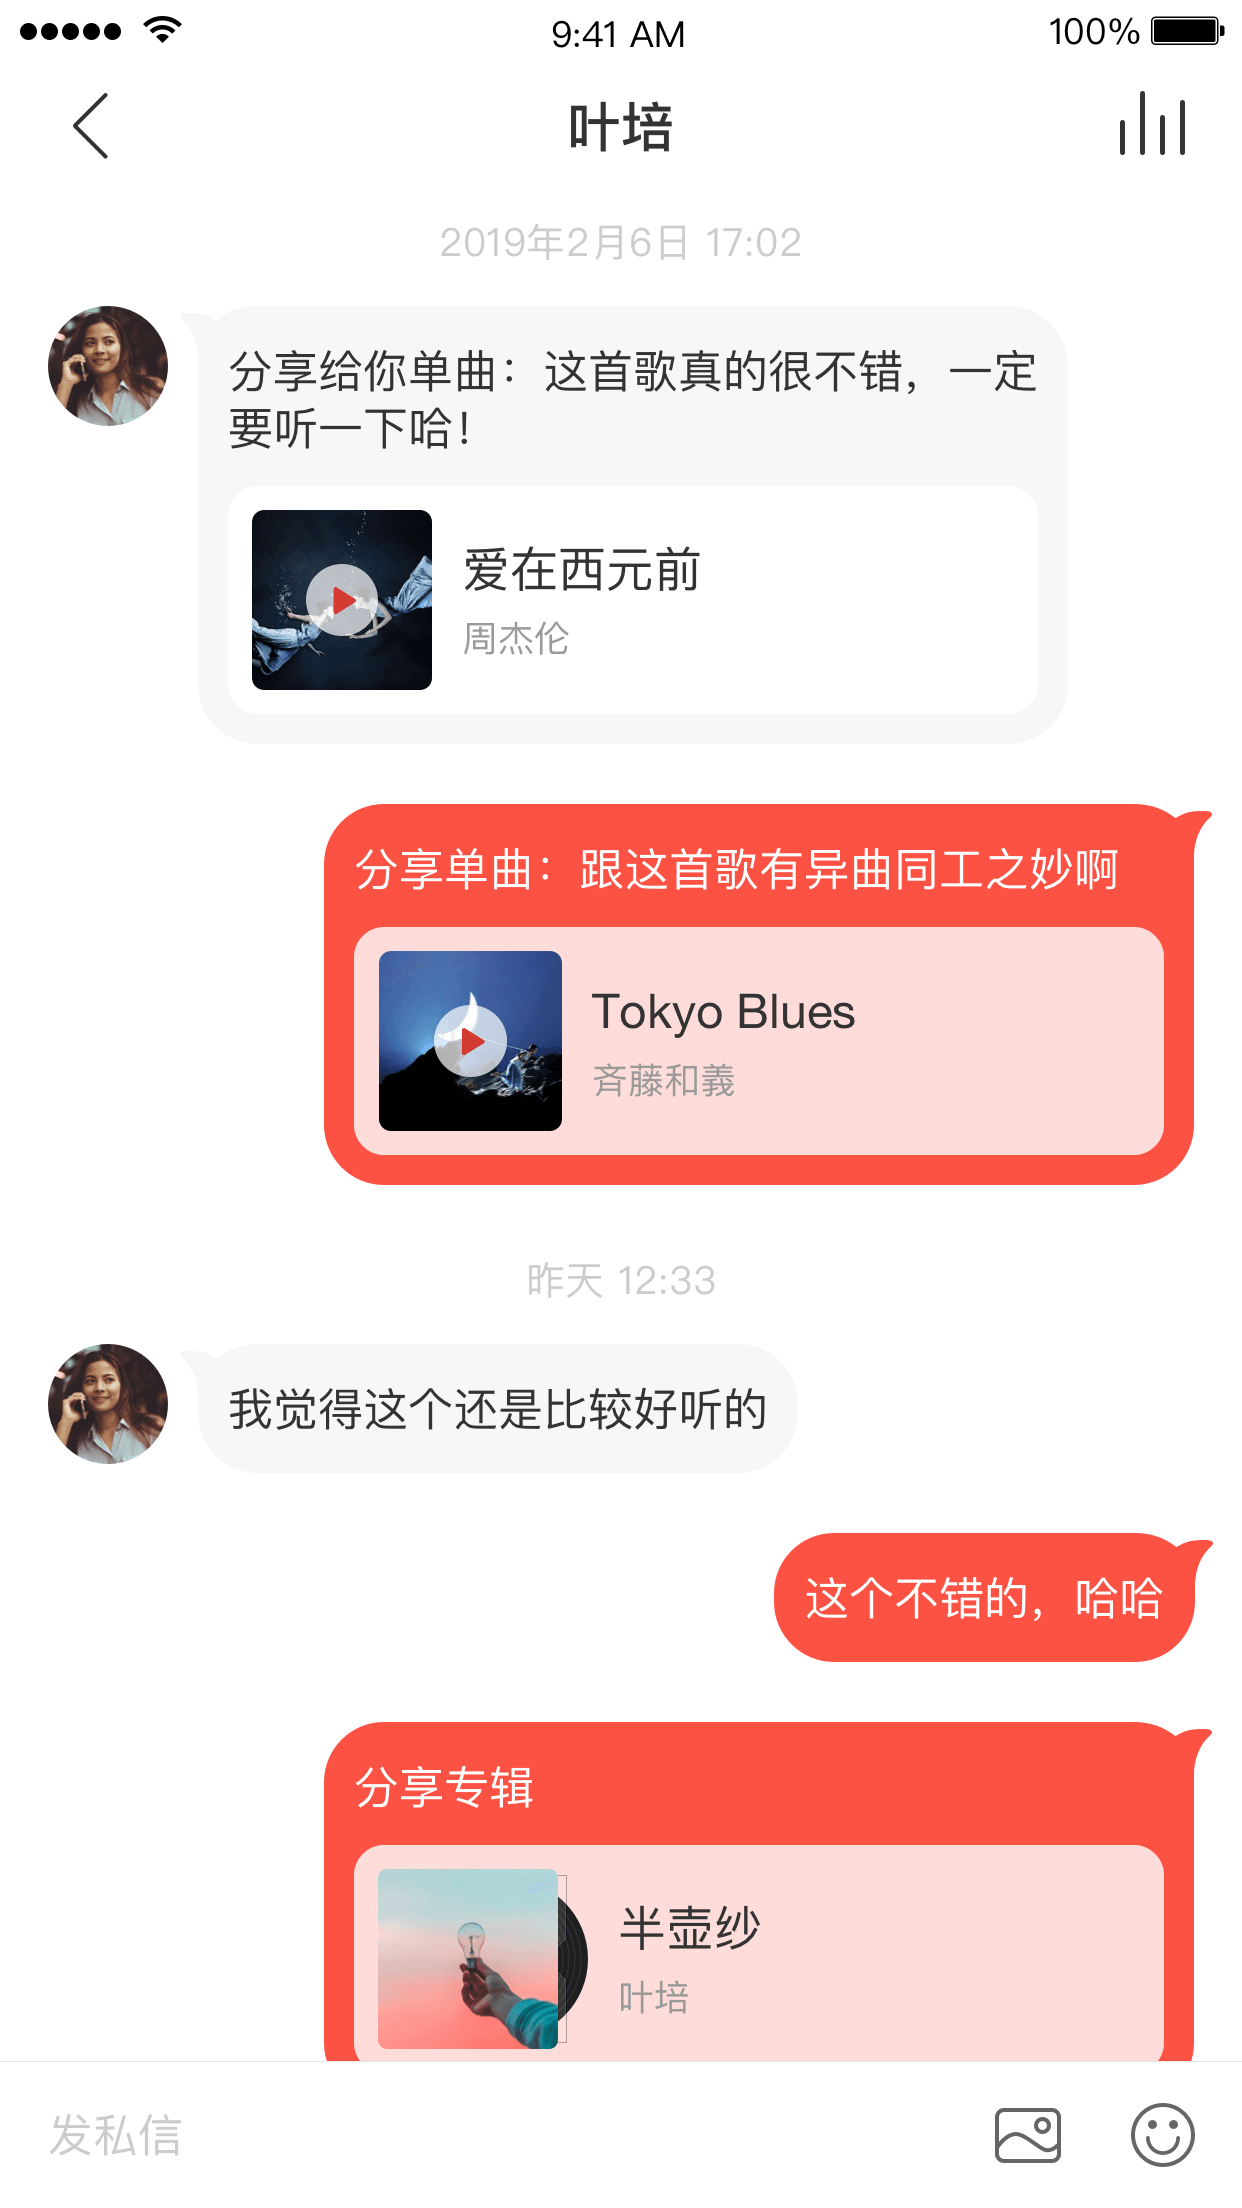 9:41 AM
100%
叶培
2019年2月6日 17:02
分享给你单曲：这首歌真的很不错，一定
要听一下哈！
爱在西元前
周杰伦
分享单曲：跟这首歌有异曲同工之妙啊
Tokyo Blues
斉藤和義
昨天 12:33
我觉得这个还是比较好听的
这个不错的，哈哈
分享专辑
半壶纱
叶培
发私信